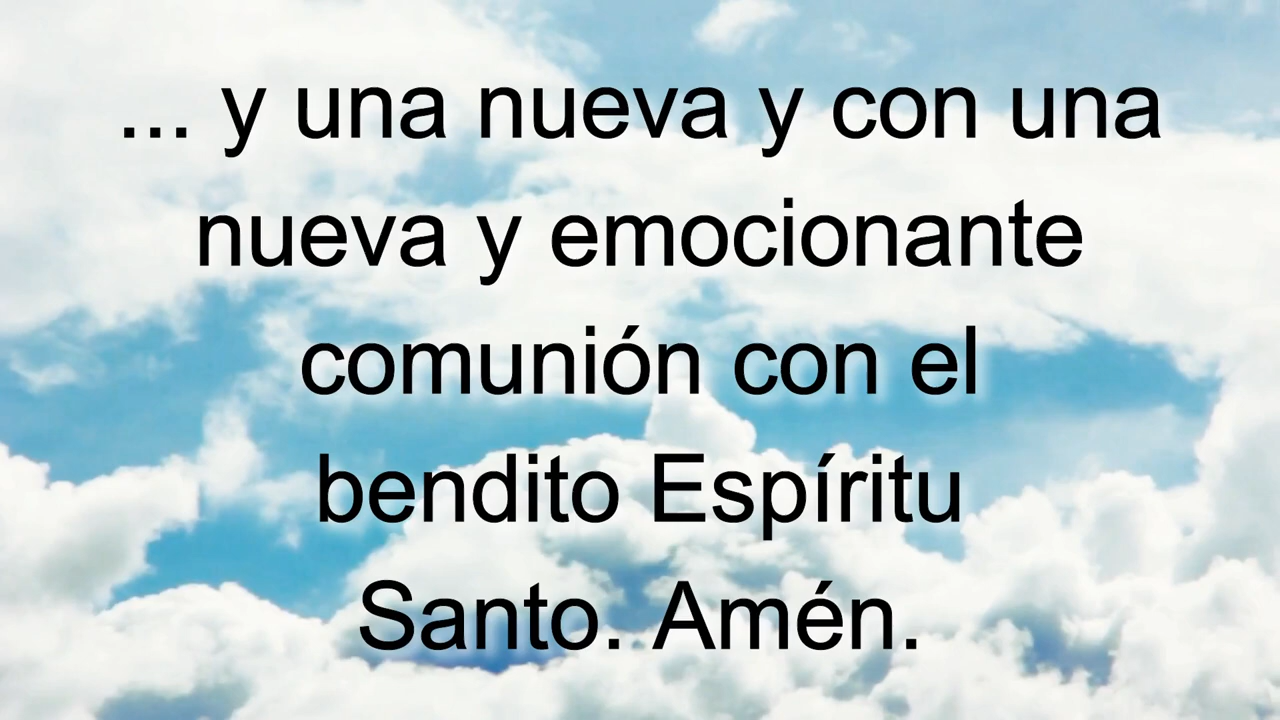 ... y una nueva y con una
nueva y emocionante
comunión con el
bendito Espíritu
Santo. Amén.